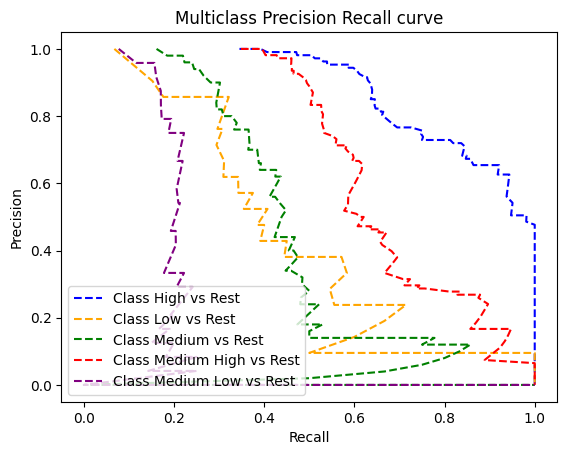 Multiclass Precision Recall curve
1.0
0.8
0.6
0.4
0.2
0.0
Precision
Class High vs Rest
Class Low vs Rest
Class Medium vs Rest
Class Medium High vs Rest
Class Medium Low vs Rest
0.0 0.2 0.4 0.6 0.8 1.0
Recall